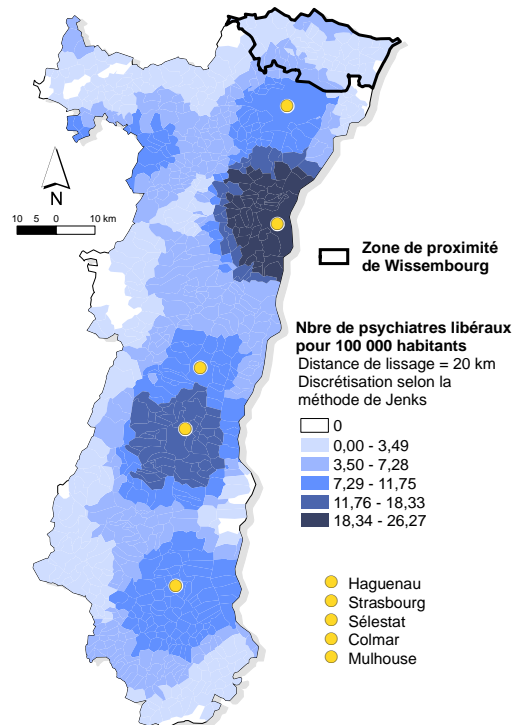 N
10 5 0 10 km
Zone de proximité
de Wissembourg
Nbre de psychiatres libéraux
pour 100 000 habitants
Distance de lissage = 20 km
Discrétisation selon la
méthode de Jenks
0
0,00 - 3,49
3,50 - 7,28
7,29 - 11,75
11,76 - 18,33
18,34 - 26,27
Haguenau
Strasbourg
Sélestat
Colmar
Mulhouse